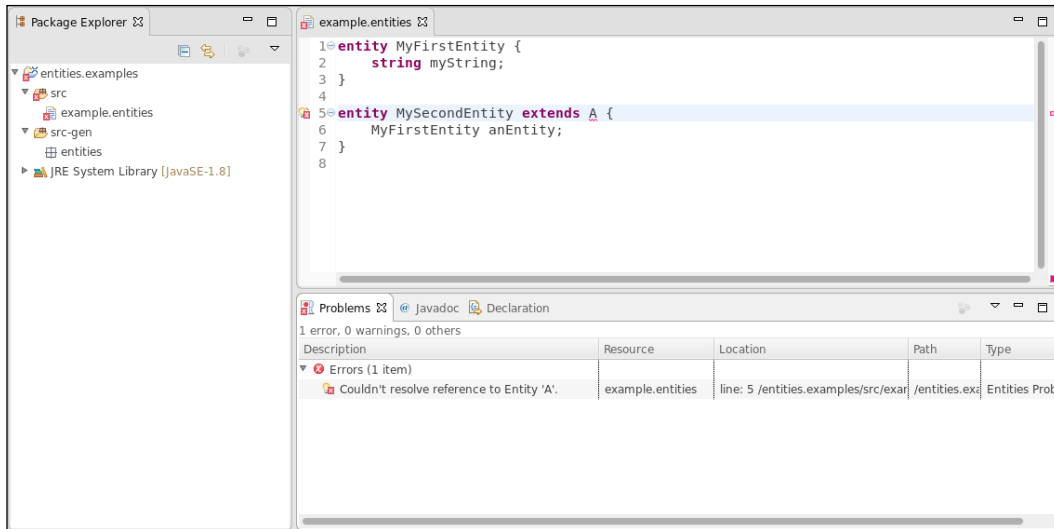 Package Explorer
entities.examples
src
example.entities
src-gen
entities
JRE System Library [JavaSE-1.8]
example.entities
1 entity MyFirstEntity {
2 string myString;
3 }
4
5 entity MySecondEntity extends A {
6 MyFirstEntity anEntity;
7 }
8
Problems @ Javadoc Declaration
1 error, 0 warnings, 0 others
Description Resource Location Path Type
Errors (1 item)
Couldn't resolve reference to Entity 'A'. example.entities line: 5 /entities.examples/src/exar /entities.exa Entities Prob